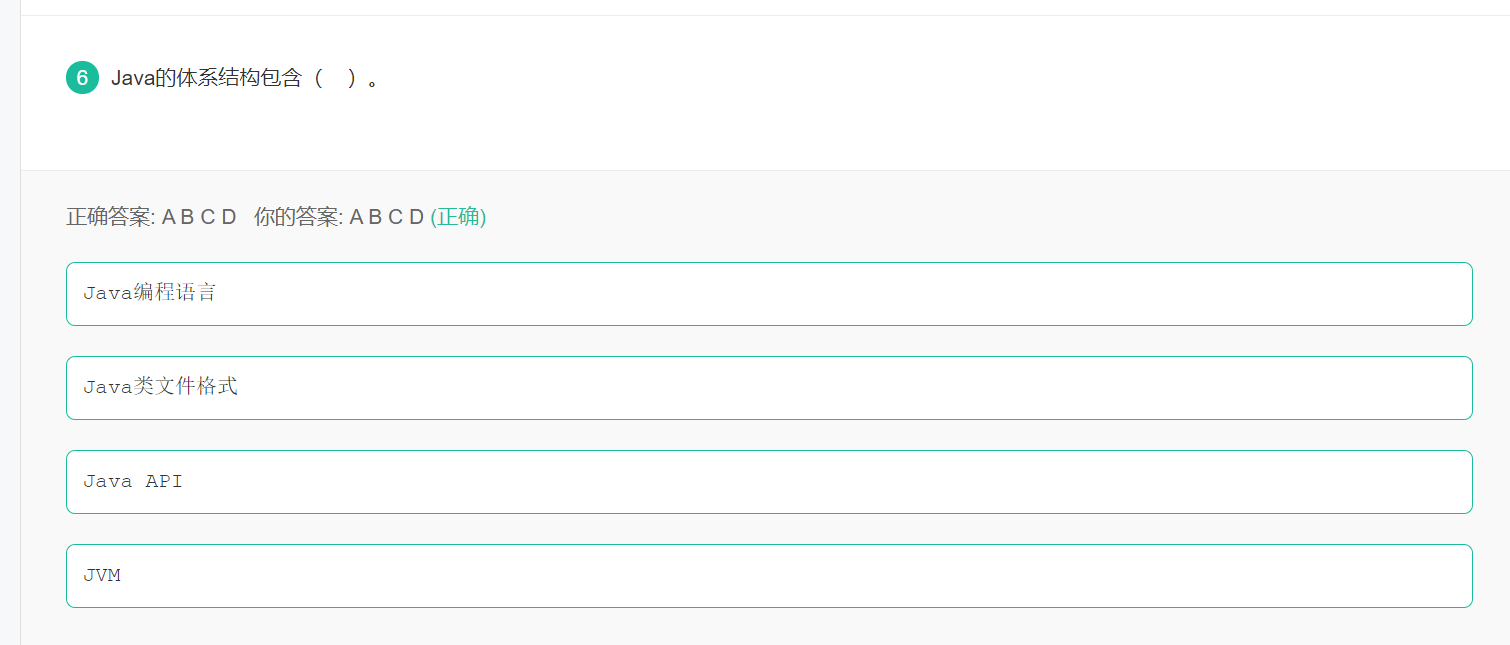 6 Java的体系结构包含（ ）。
正确答案: A B C D 你的答案: A B C D (正确)
Java编程语言
Java类文件格式
Java API
JVM